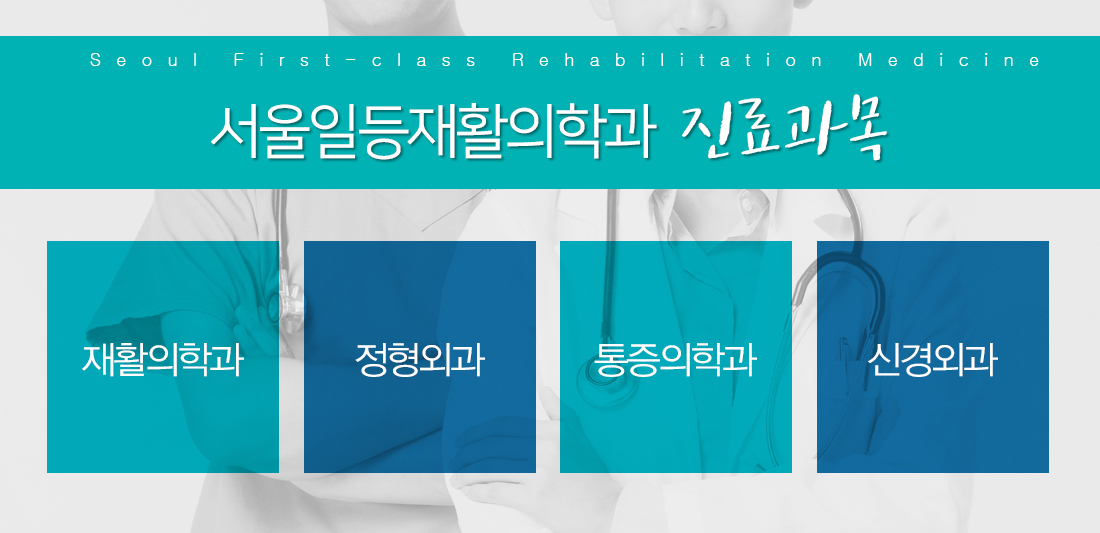 Seoul First-class Rehabilitation Medicine
서울일등재활의학과 진료과목
재활의학과
정형외과
통증의학과
신경외과